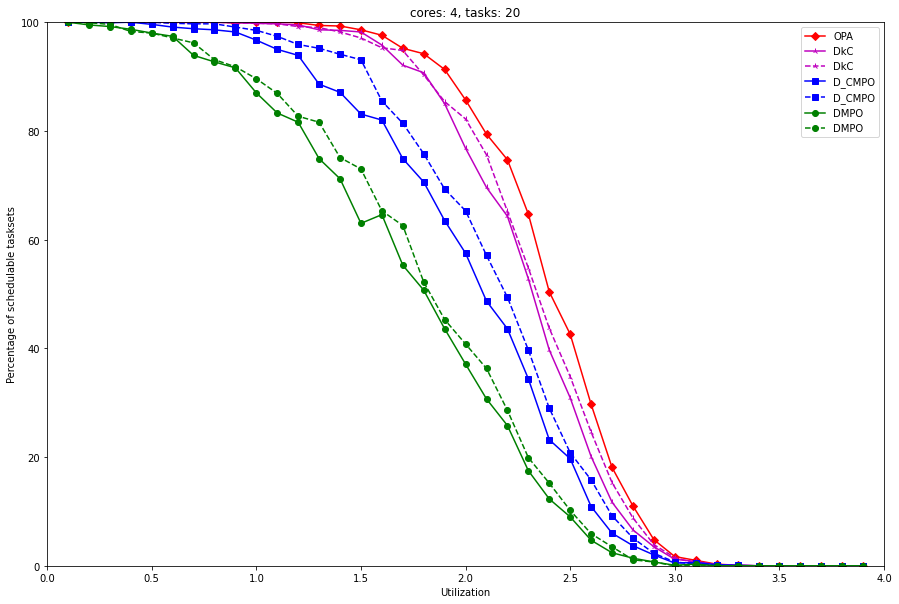 cores: 4, tasks: 20
OPA
DkC
DkC
D_CMPO
D_CMPO
DMPO
DMPO
Percentage of schedulable tasksets
100
80
60
40
20
0
0.0 0.5 1.0 1.5 2.0 2.5 3.0 3.5 4.0
Utilization